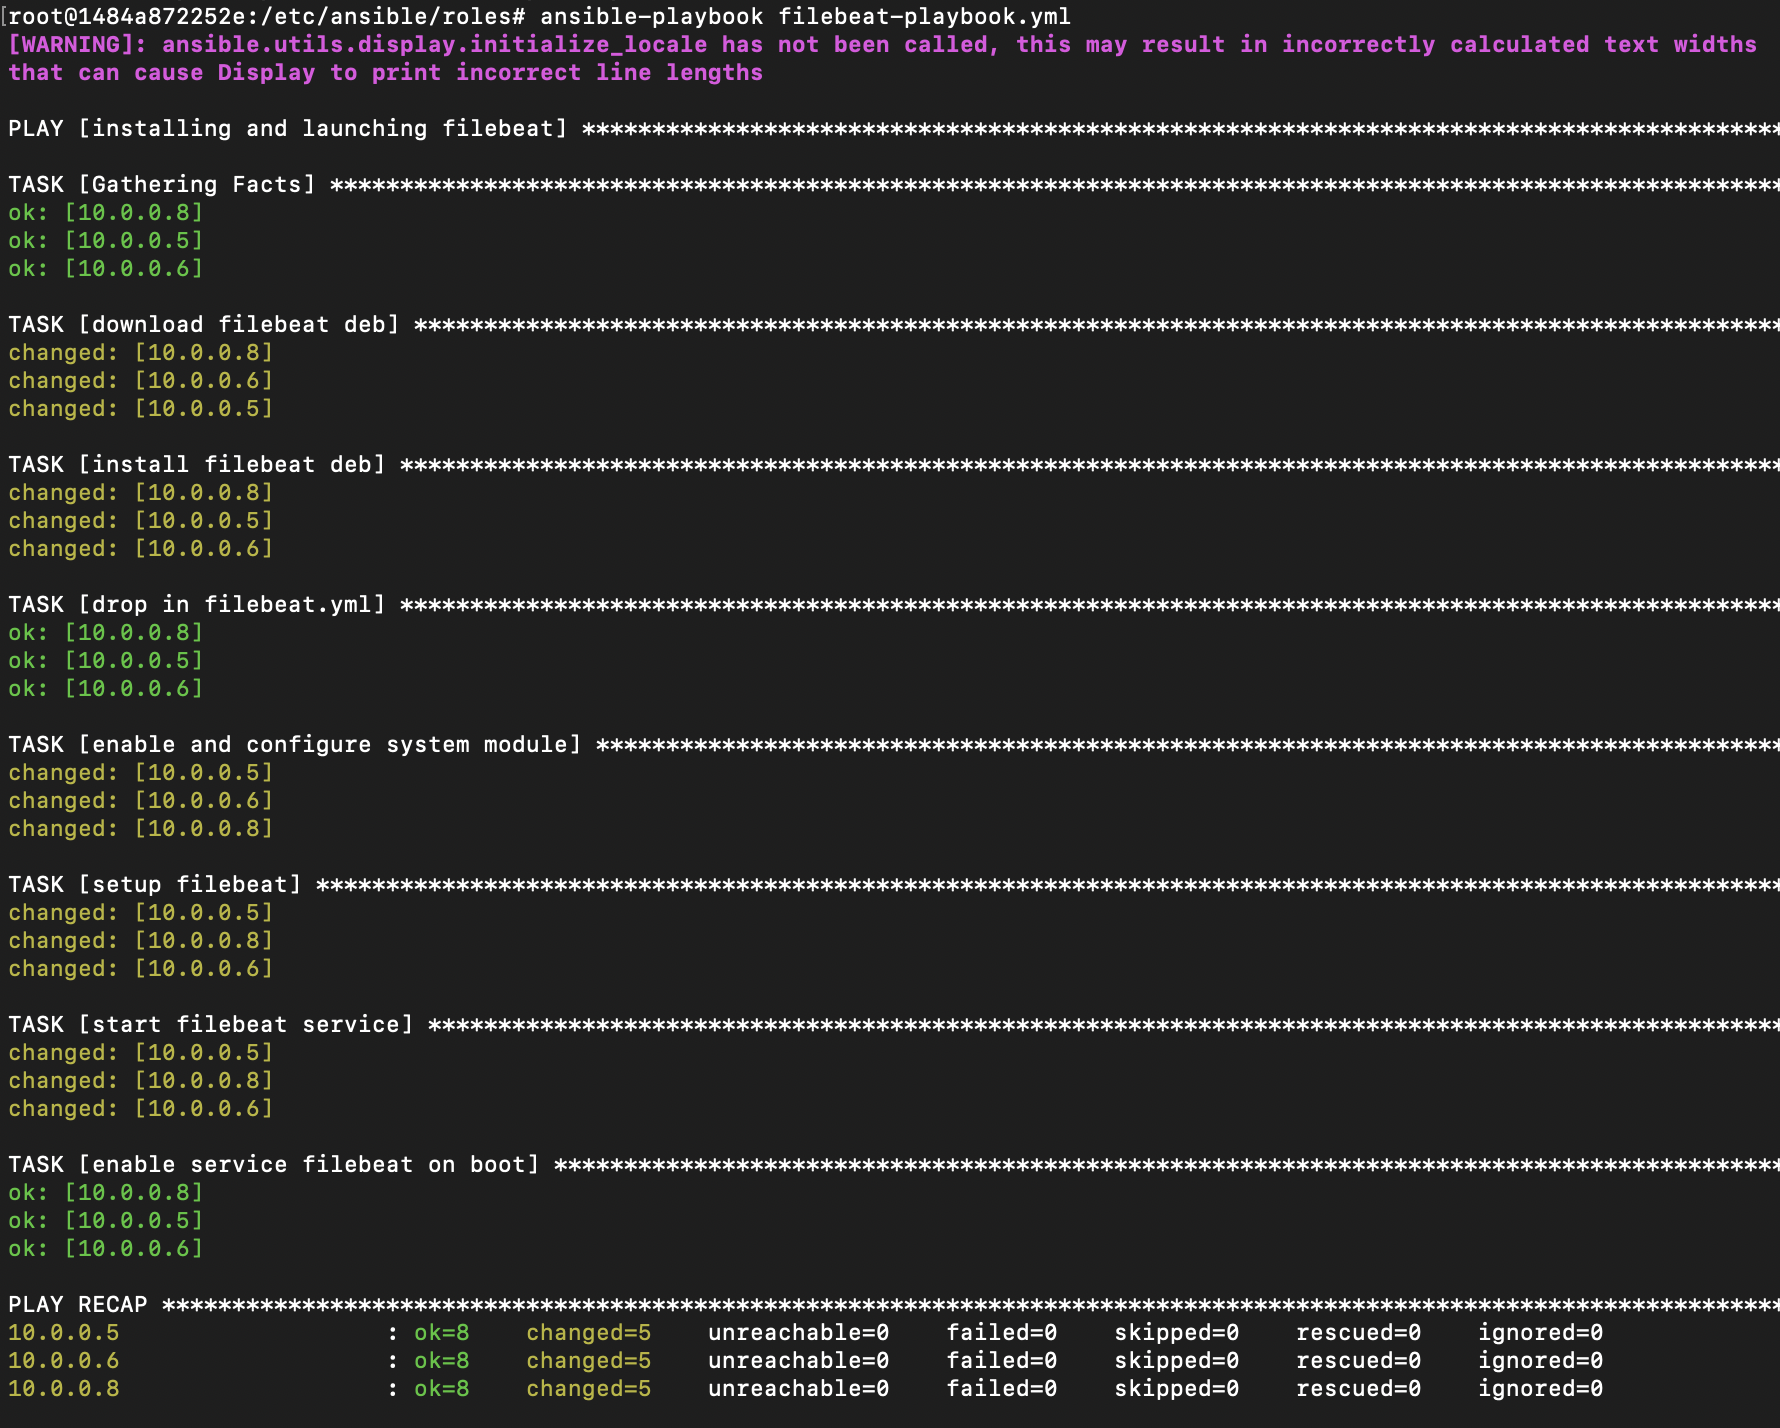 [root@1484a872252e:/etc/ansible/roles# ansible-playbook filebeat-playbook.yml
[WARNING]: ansible.utils.display.initialize_locale has not been called, this may result in incorrectly calculated text widths
that can cause Display to print incorrect line lengths
PLAY [installing and launching filebeat] **************************************************************************************
TASK [Gathering Facts] ********************************************************************************************************
ok: [10.0.0.8]
ok: [10.0.0.5]
ok: [10.0.0.6]
TASK [download filebeat deb] **************************************************************************************************
changed: [10.0.0.8]
changed: [10.0.0.6]
changed: [10.0.0.5]
TASK [install filebeat deb] ***************************************************************************************************
changed: [10.0.0.8]
changed: [10.0.0.5]
changed: [10.0.0.6]
TASK [drop in filebeat.yml] ***************************************************************************************************
ok: [10.0.0.8]
ok: [10.0.0.5]
ok: [10.0.0.6]
TASK [enable and configure system module] *************************************************************************************
changed: [10.0.0.5]
changed: [10.0.0.6]
changed: [10.0.0.8]
TASK [setup filebeat] *********************************************************************************************************
changed: [10.0.0.5]
changed: [10.0.0.8]
changed: [10.0.0.6]
TASK [start filebeat service] *************************************************************************************************
changed: [10.0.0.5]
changed: [10.0.0.8]
changed: [10.0.0.6]
TASK [enable service filebeat on boot] ****************************************************************************************
ok: [10.0.0.8]
ok: [10.0.0.5]
ok: [10.0.0.6]
PLAY RECAP ********************************************************************************************************************
10.0.0.5                   : ok=8    changed=5    unreachable=0    failed=0    skipped=0    rescued=0    ignored=0
10.0.0.6                   : ok=8    changed=5    unreachable=0    failed=0    skipped=0    rescued=0    ignored=0
10.0.0.8                   : ok=8    changed=5    unreachable=0    failed=0    skipped=0    rescued=0    ignored=0